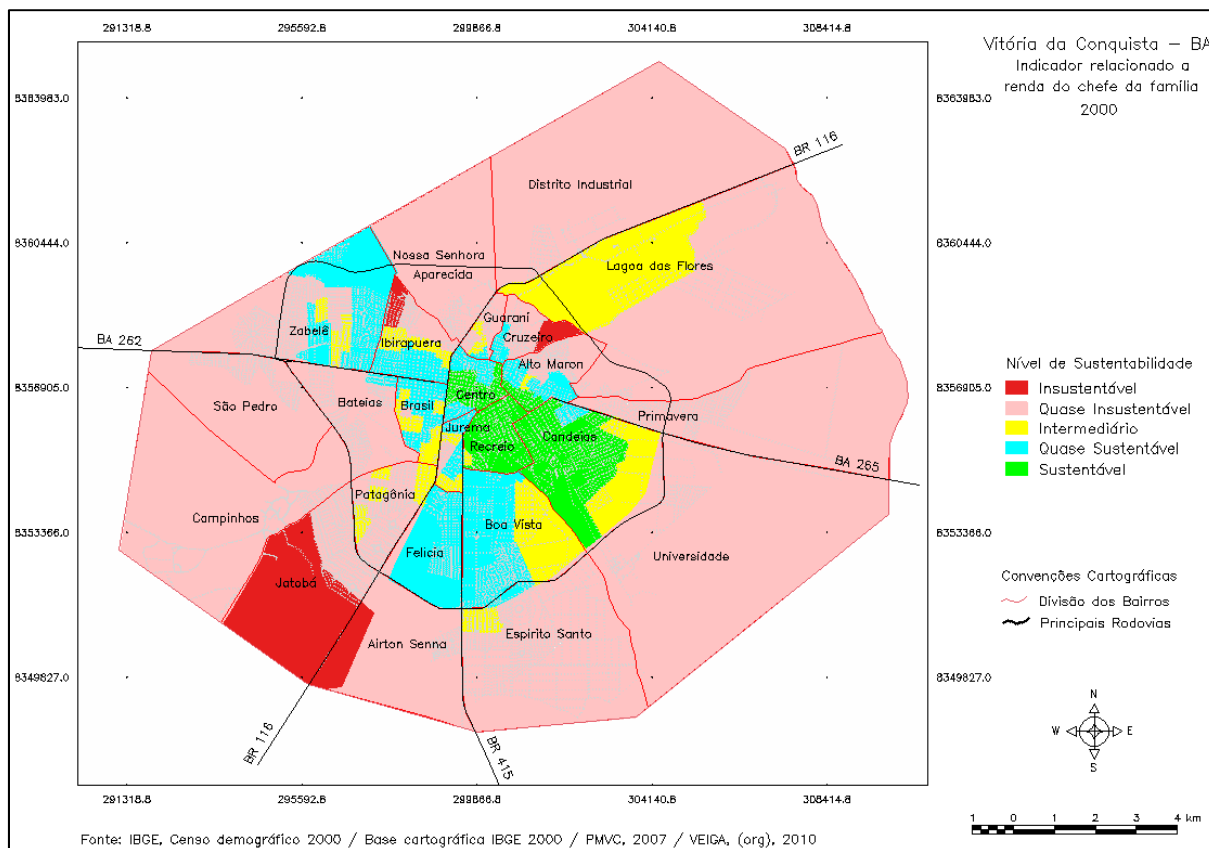 291318.8 295592.8 299866.8 304140.8 308414.8
Vitória da Conquista – BA
Indicador relacionado a
renda do chefe da família
2000
8363983.0 8363983.0
BR 116
Distrito Industrial
8360444.0 8360444.0
Nossa Senhora
Aparecida
Lagoa das Flores
Guarani
Zabelê
Ibirapuera
Cruzeiro
BA 262
Alto Maron
Nível de Sustentabilidade
Insustentável
Quase Insustentável
Intermediário
Quase Sustentável
Sustentável
8356905.0 8356905.0
São Pedro
Bateias
Brasil
Centro
Jurema
Recreio
Candeias
Primavera
BA 265
Patagônia
Campinhos
Boa Vista
8353366.0 8353366.0
Felicia
Universidade
Jatobá
Convenções Cartográficas
Divisão dos Bairros
Principais Rodovias
Airton Senna
Espirito Santo
8349827.0 8349827.0
BR 116
BR 415
N
W E
S
291318.8 295592.8 299866.8 304140.8 308414.8
1 0 1 2 3 4 km
Fonte: IBGE, Censo demográfico 2000 / Base cartográfica IBGE 2000 / PMVC, 2007 / VEIGA, (org), 2010